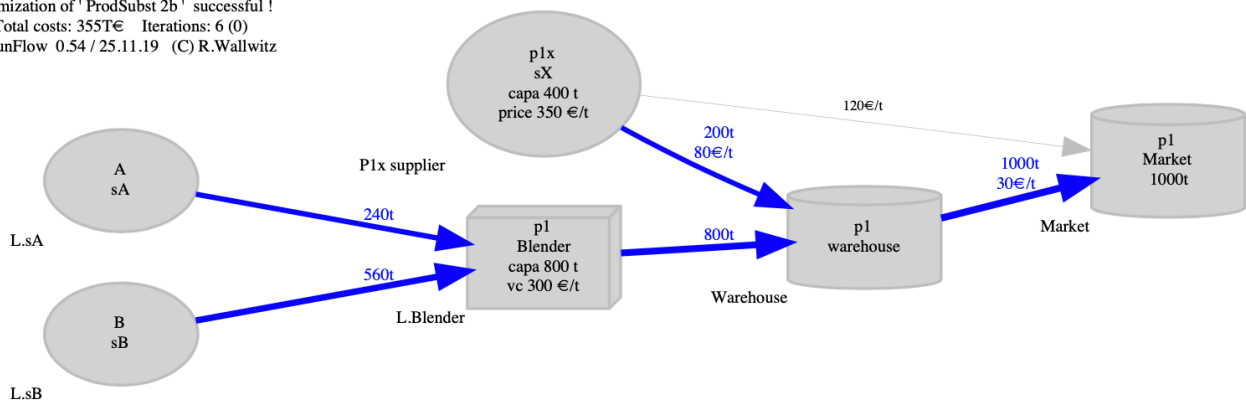 mization of ' ProdSubst 2b ' successful !
Total costs: 355T€ Iterations: 6 (0)
unFlow 0.54 / 25.11.19 (C) R.Wallwitz
p1x
sX
capa 400 t
price 350 €/t
120€/t
p1
Market
1000t
200t
80€/t
P1x supplier
1000t
30€/t
A
sA
240t
L.sA
p1
Blender
capa 800 t
vc 300 €/t
800t
p1
warehouse
Market
560t
Warehouse
L.Blender
B
sB
L.sB